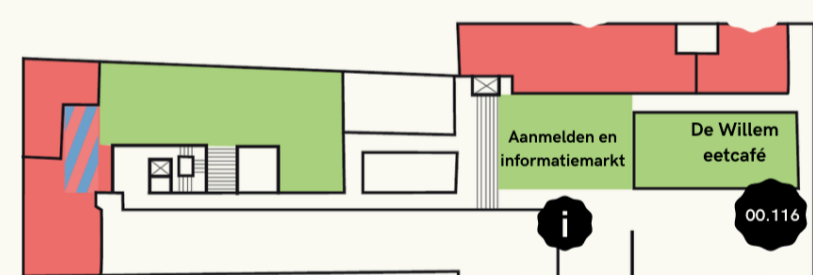 Aanmelden en
informatiemarkt
De Willem
eetcafé
i
00.116